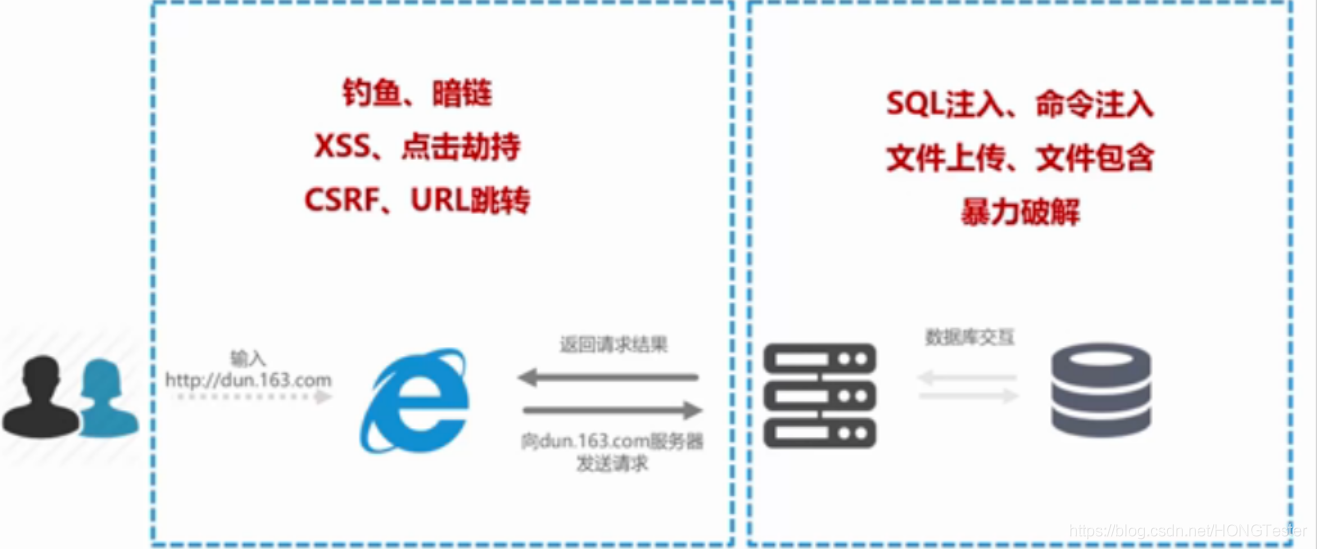 钓鱼、暗链
XSS、点击劫持
CSRF、URL跳转
SQL注入、命令注入
文件上传、文件包含
暴力破解
输入
http://dun.163.com
返回请求结果
向dun.163.com服务器
发送请求
数据库交互
https://blog.csdn.net/HONGTester